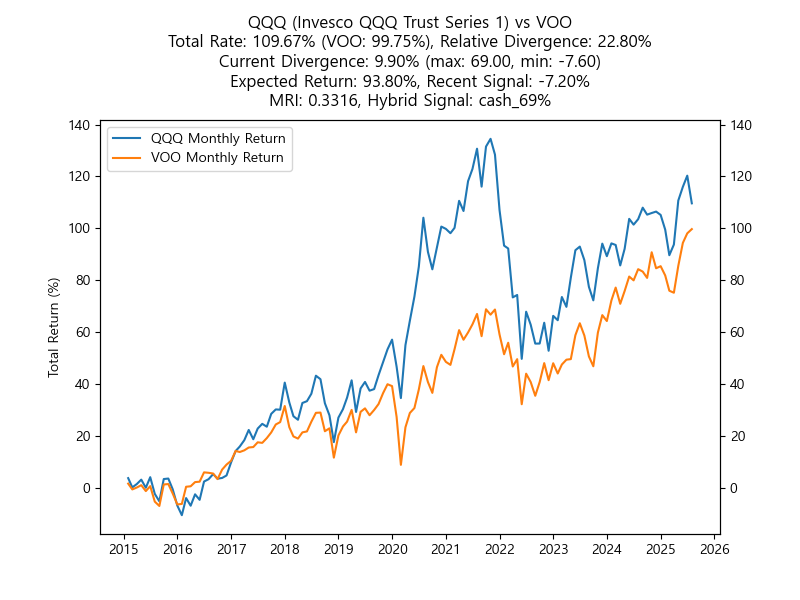 QQQ (Invesco QQQ Trust Series 1) vs VOO
Total Rate: 109.67% (VOO: 99.75%), Relative Divergence: 22.80%
Current Divergence: 9.90% (max: 69.00, min: -7.60)
Expected Return: 93.80%, Recent Signal: -7.20%
MRI: 0.3316, Hybrid Signal: cash_69%
QQQ Monthly Return
VOO Monthly Return
Total Return (%)
140
120
100
80
60
40
20
0
140
120
100
80
60
40
20
0
2015 2016 2017 2018 2019 2020 2021 2022 2023 2024 2025 2026